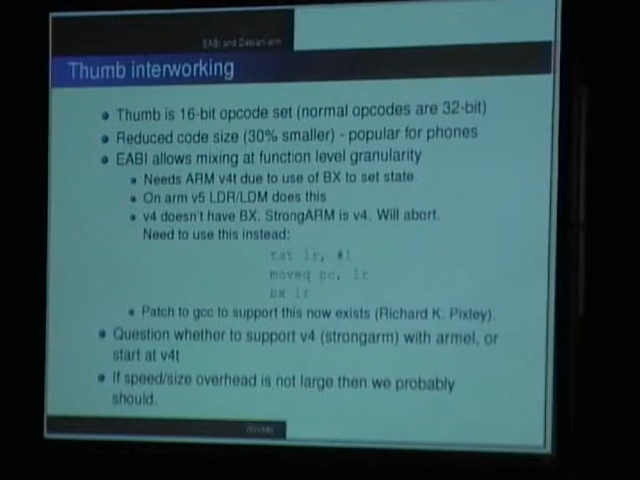 EABI and Debian-arm
Thumb interworking
Thumb is 16-bit opcode set (normal opcodes are 32-bit)
Reduced code size (30% smaller) - popular for phones
EABI allows mixing at function level granularity
Needs ARM v4t due to use of BX to set state
On arm v5 LDR/LDM does this
v4 doesn't have BX. StrongARM is v4. Will abort.
Need to use this instead:
tst lr, #1
moveq pc, lr
bx lr
Patch to gcc to support this now exists (Richard K. Pixley).
Question whether to support v4 (strongarm) with armel, or
start at v4t
If speed/size overhead is not large then we probably
should.